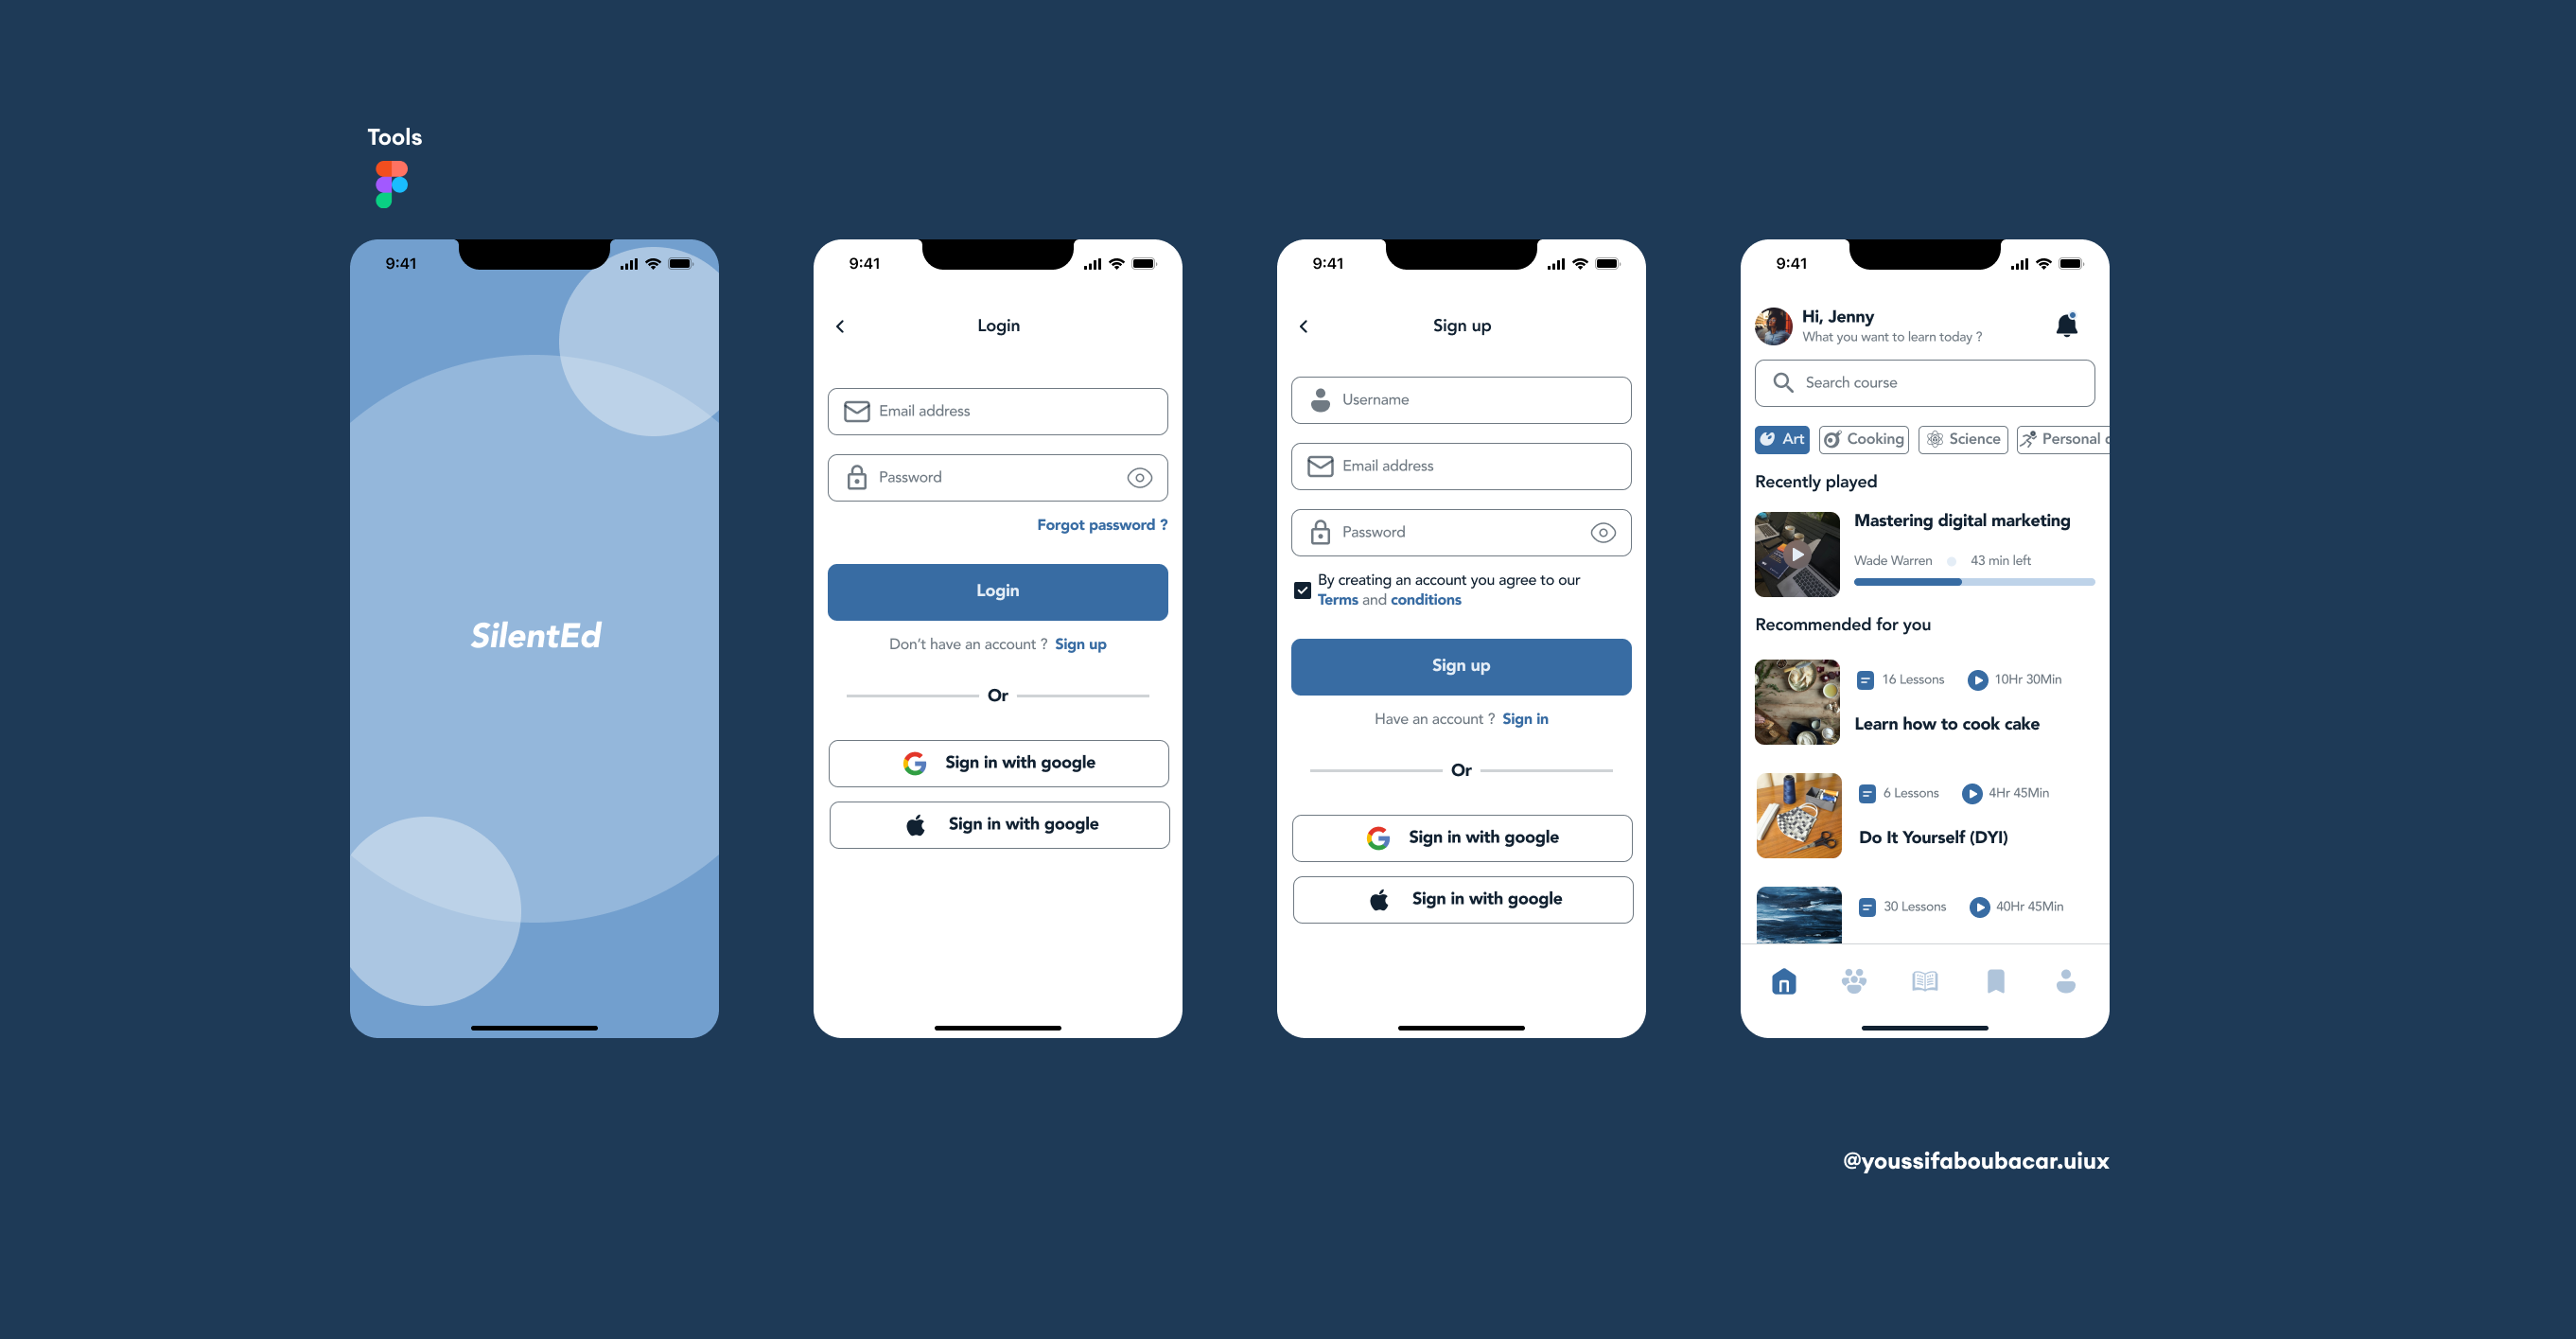 Tools
9:41
SilentEd
9:41
Login
Email address
Password
Forgot password ?
Login
Don't have an account ? Sign up
Or
Sign in with google
Sign in with google
9:41
Sign up
Username
Email address
Password
By creating an account you agree to our
Terms and conditions
Sign up
Have an account ? Sign in
Or
Sign in with google
Sign in with google
9:41
Hi, Jenny
What you want to learn today ?
Search course
Art Cooking Science Personal
Recently played
Mastering digital marketing
Wade Warren 43 min left
Recommended for you
16 Lessons 10Hr 30Min
Learn how to cook cake
6 Lessons 4Hr 45Min
Do It Yourself (DYI)
30 Lessons 40Hr 45Min
@youssifaboubacar.uiux